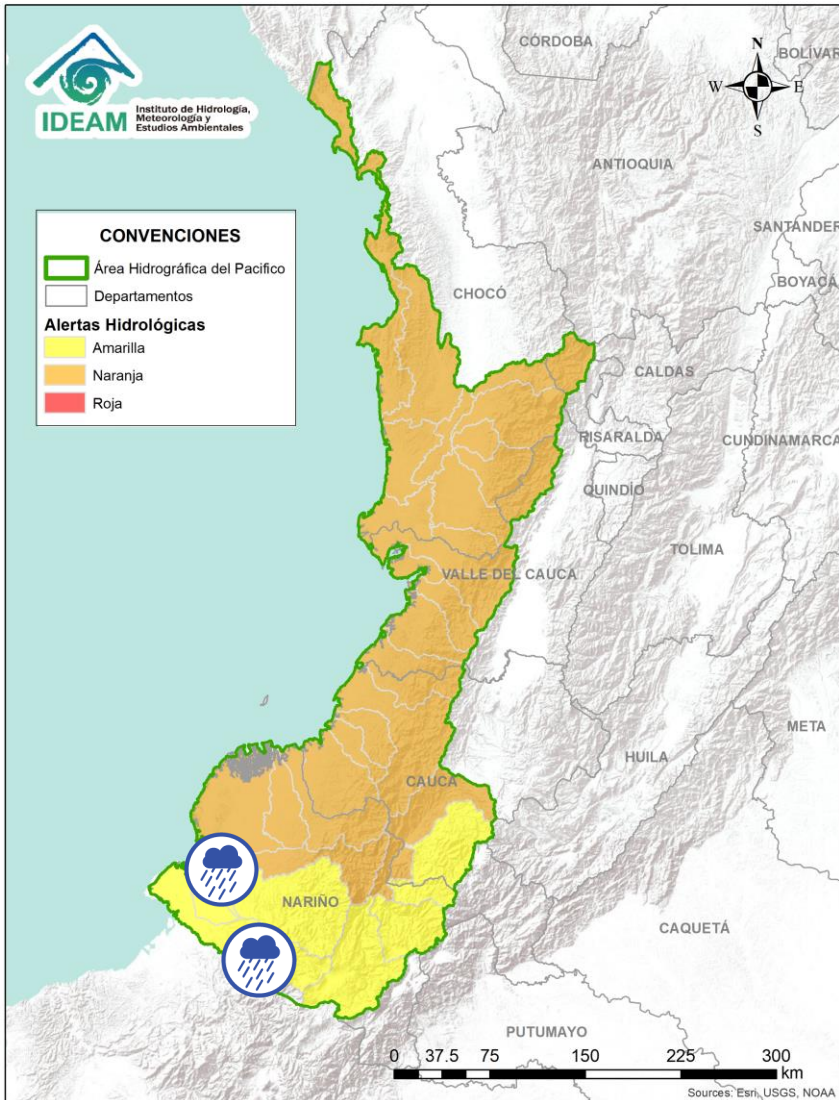 IDEAM
Instituto de Hidrología,
Meteorología y
Estudios Ambientales
N
W
E
S
CÓRDOBA
BOLÍVAR
ANTIOQUIA
SANTANDER
BOYACÁ
CHOCÓ
CONVENCIONES
Área Hidrográfica del Pacifico
Departamentos
Alertas Hidrológicas
Amarilla
Naranja
Roja
CALDAS
RISARALDA
CUNDINAMARCA
QUINDÍO
TOLIMA
VALLE DEL CAUCA
META
HUILA
CAUCA
NARIÑO
CAQUETÁ
PUTUMAYO
0 37.5 75 150 225 300
km
Sources: Esri, USGS, NOAA